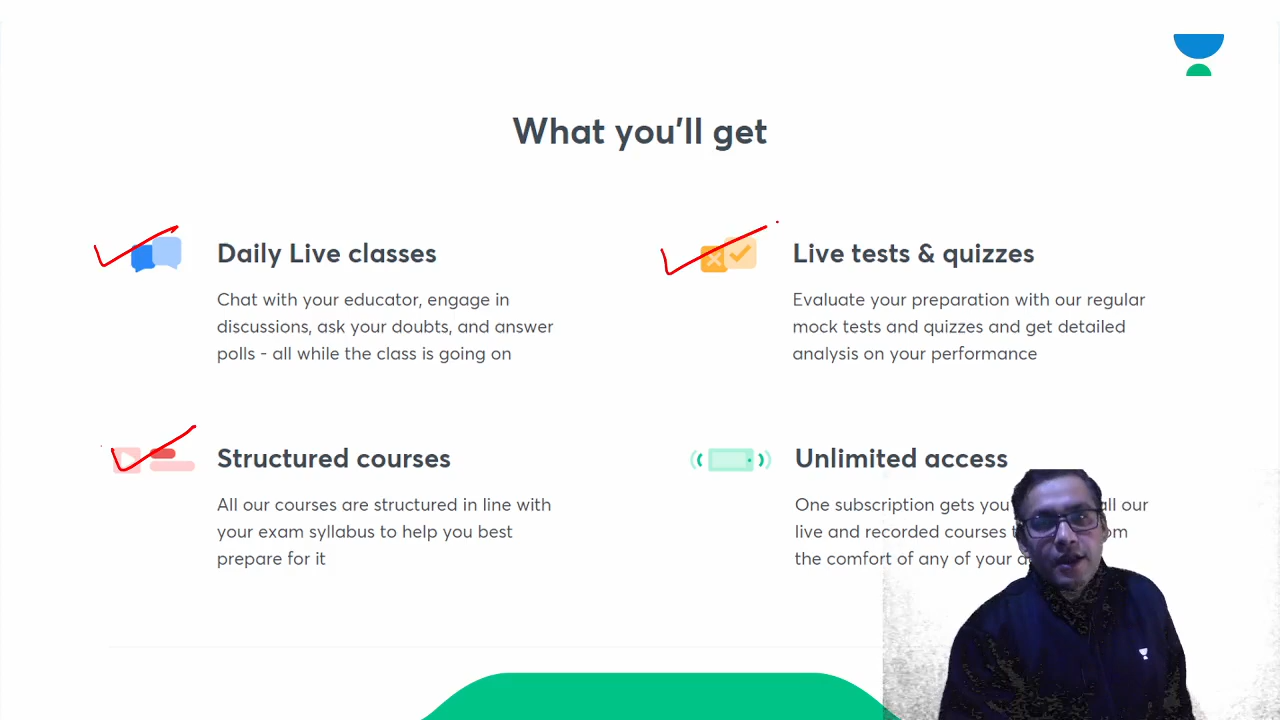 What you'll get
Daily Live classes
Chat with your educator, engage in
discussions, ask your doubts, and answer
polls - all while the class is going on
Live tests & quizzes
Evaluate your preparation with our regular
mock tests and quizzes and get detailed
analysis on your performance
Structured courses
All our courses are structured in line with
your exam syllabus to help you best
prepare for it
Unlimited access
One subscription gets you all our
live and recorded courses
the comfort of any of your